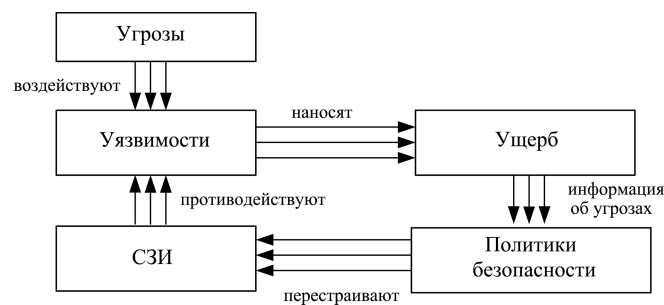 Угрозы
воздействуют
Уязвимости
наносят
Ущерб
противодействуют
информация
об угрозах
СЗИ
Политики
безопасности
перестраивают